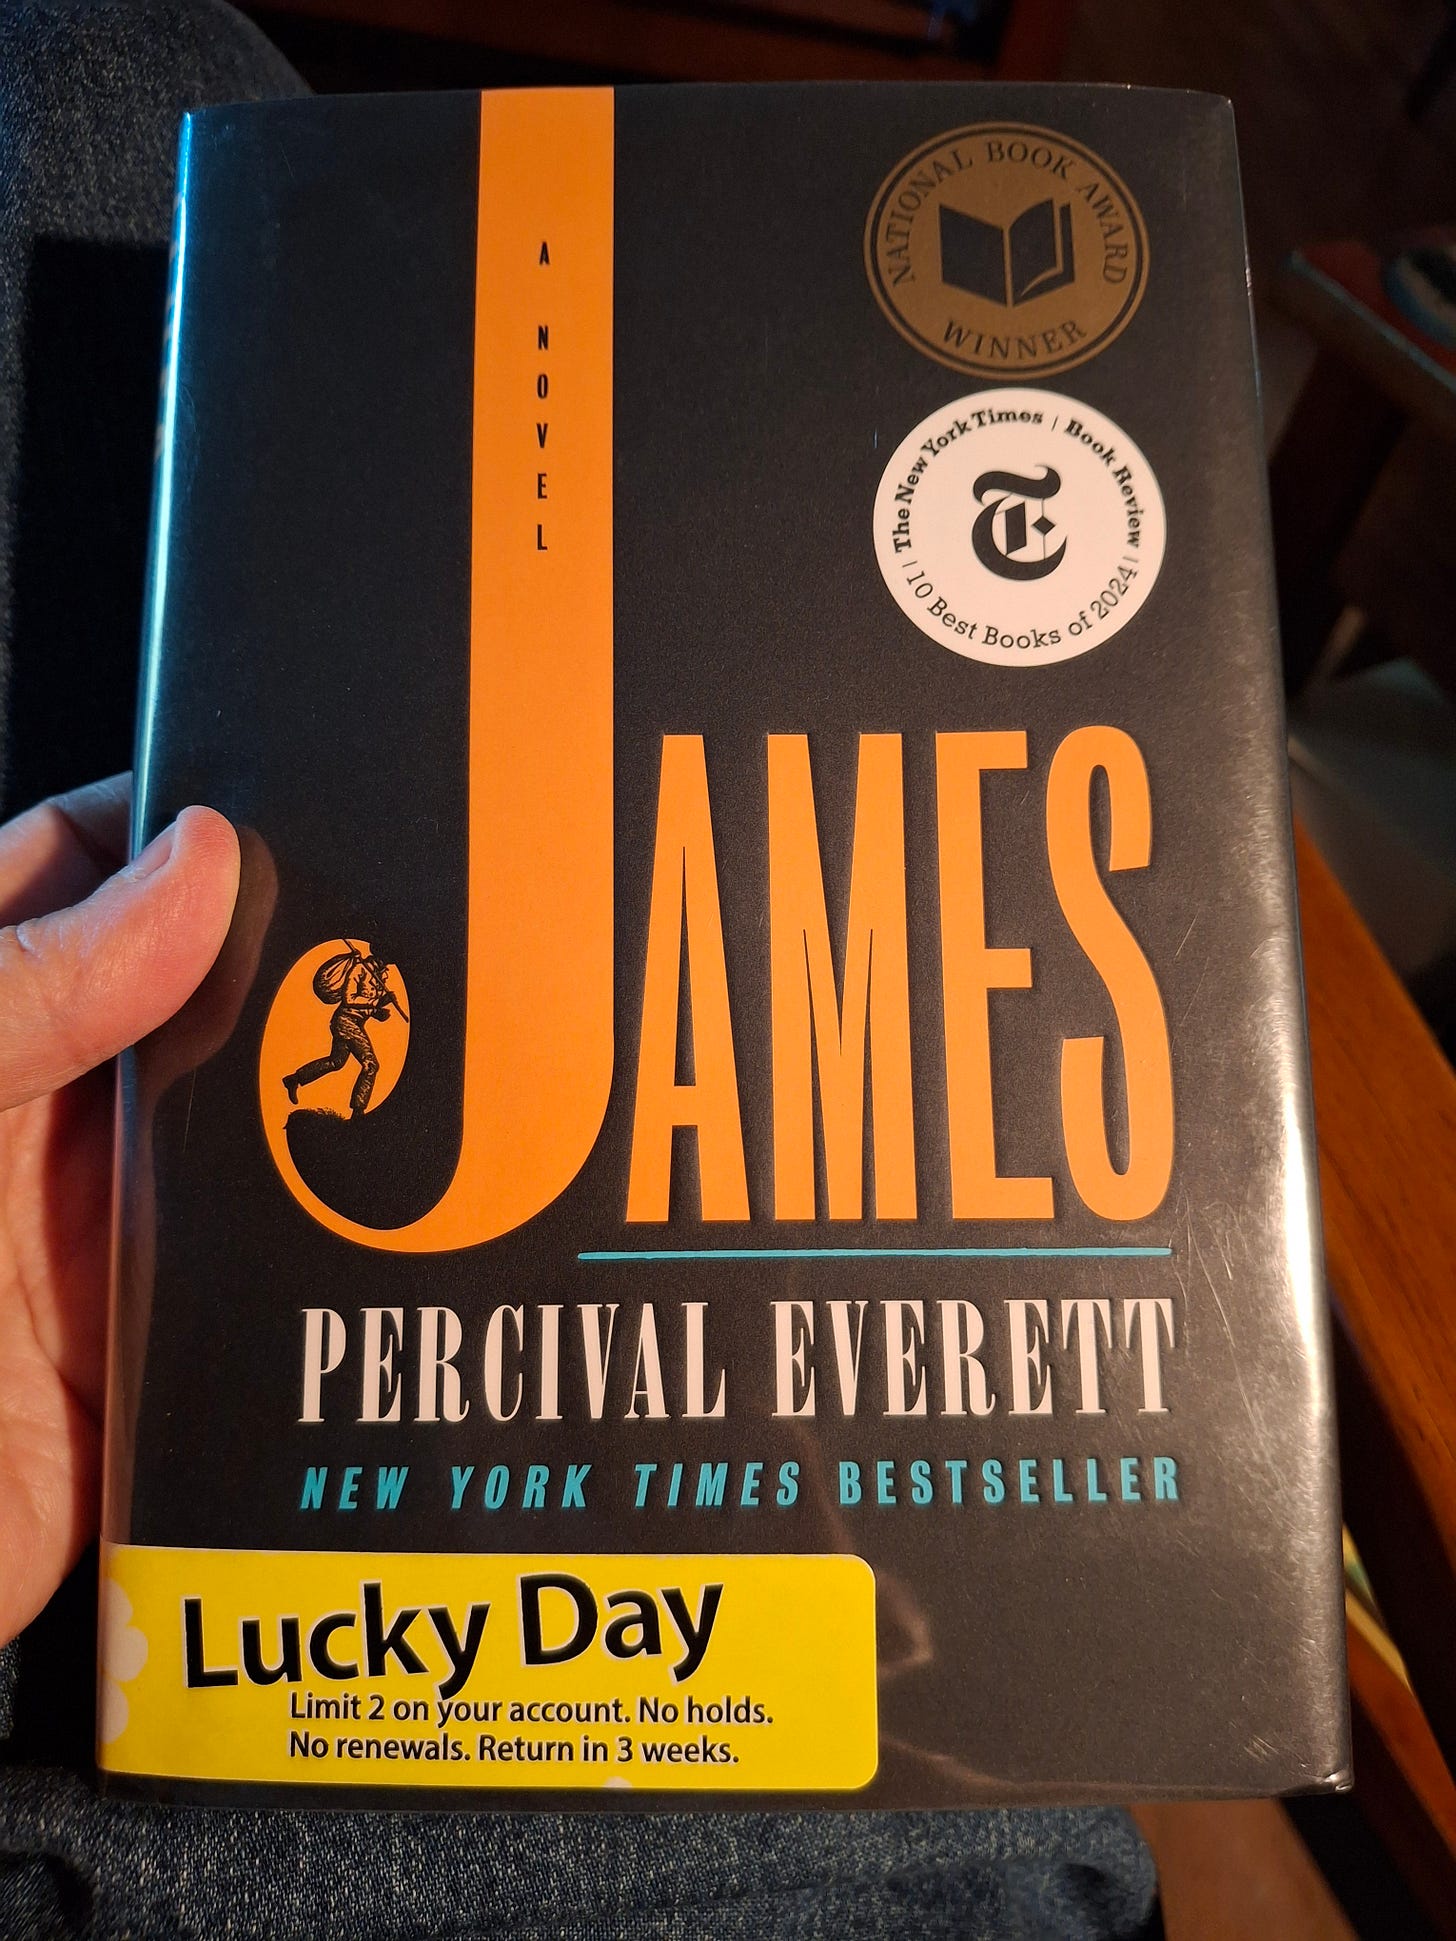 A NOVEL
NATIONAL BOOK AWARD
WINNER
The New York Times | Book Review
| 10 Best Books of 2024 |
T
JAMES
PERCIVAL EVERETT
NEW YORK TIMES BESTSELLER
Lucky Day
Limit 2 on your account. No holds.
No renewals. Return in 3 weeks.